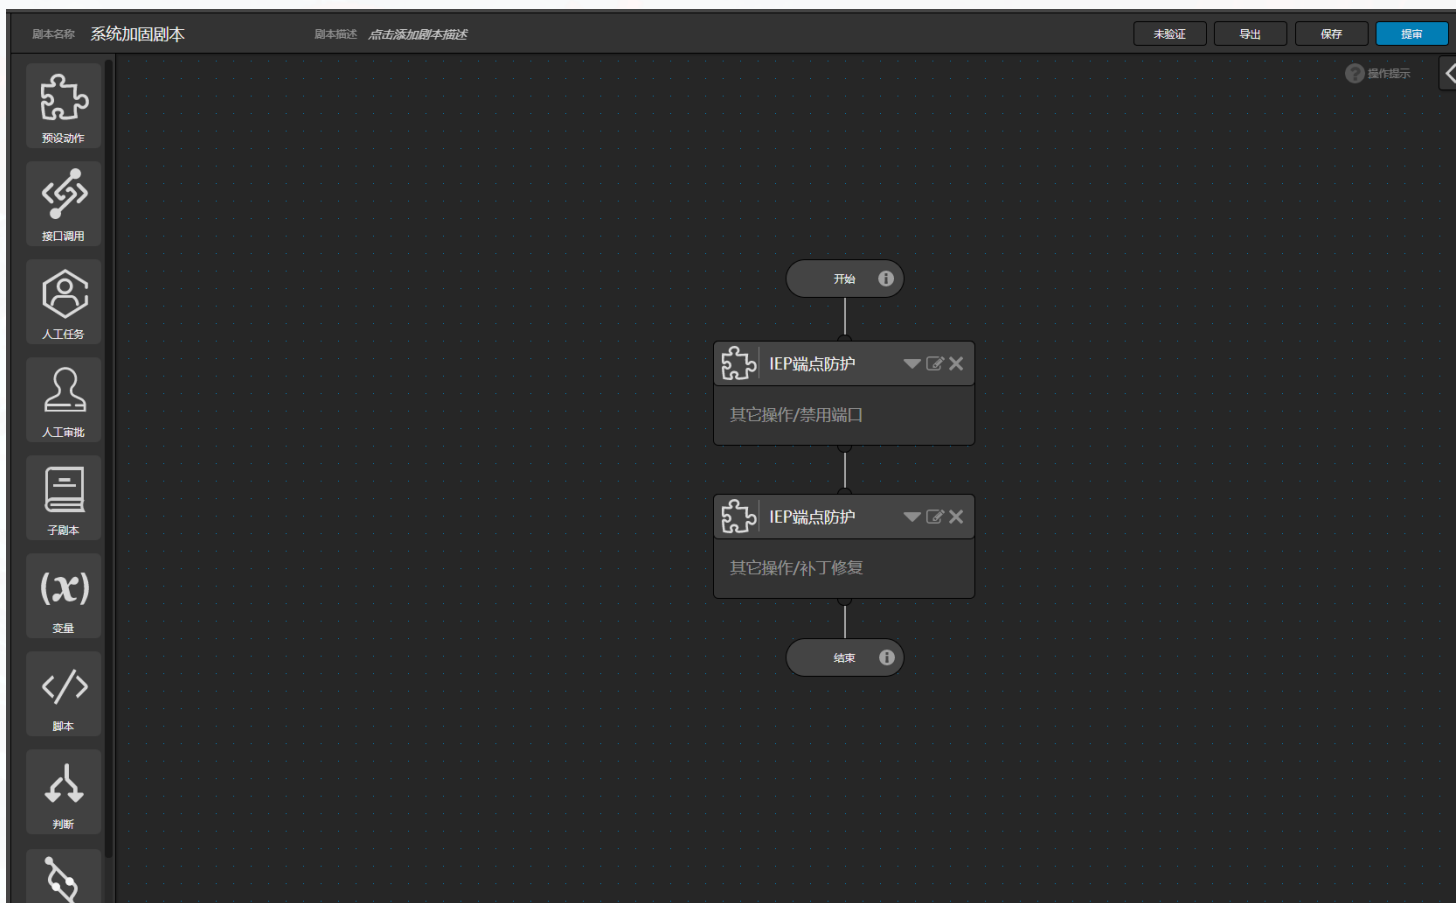 剧本名称 系统加固剧本 剧本描述 点击添加剧本描述 未验证 导出 保存 提审
操作提示
预设动作
接口调用
人工任务
人工审批
子剧本
(x)
变量
脚本
判断
开始
IEP端点防护
其它操作/禁用端口
IEP端点防护
其它操作/补丁修复
结束